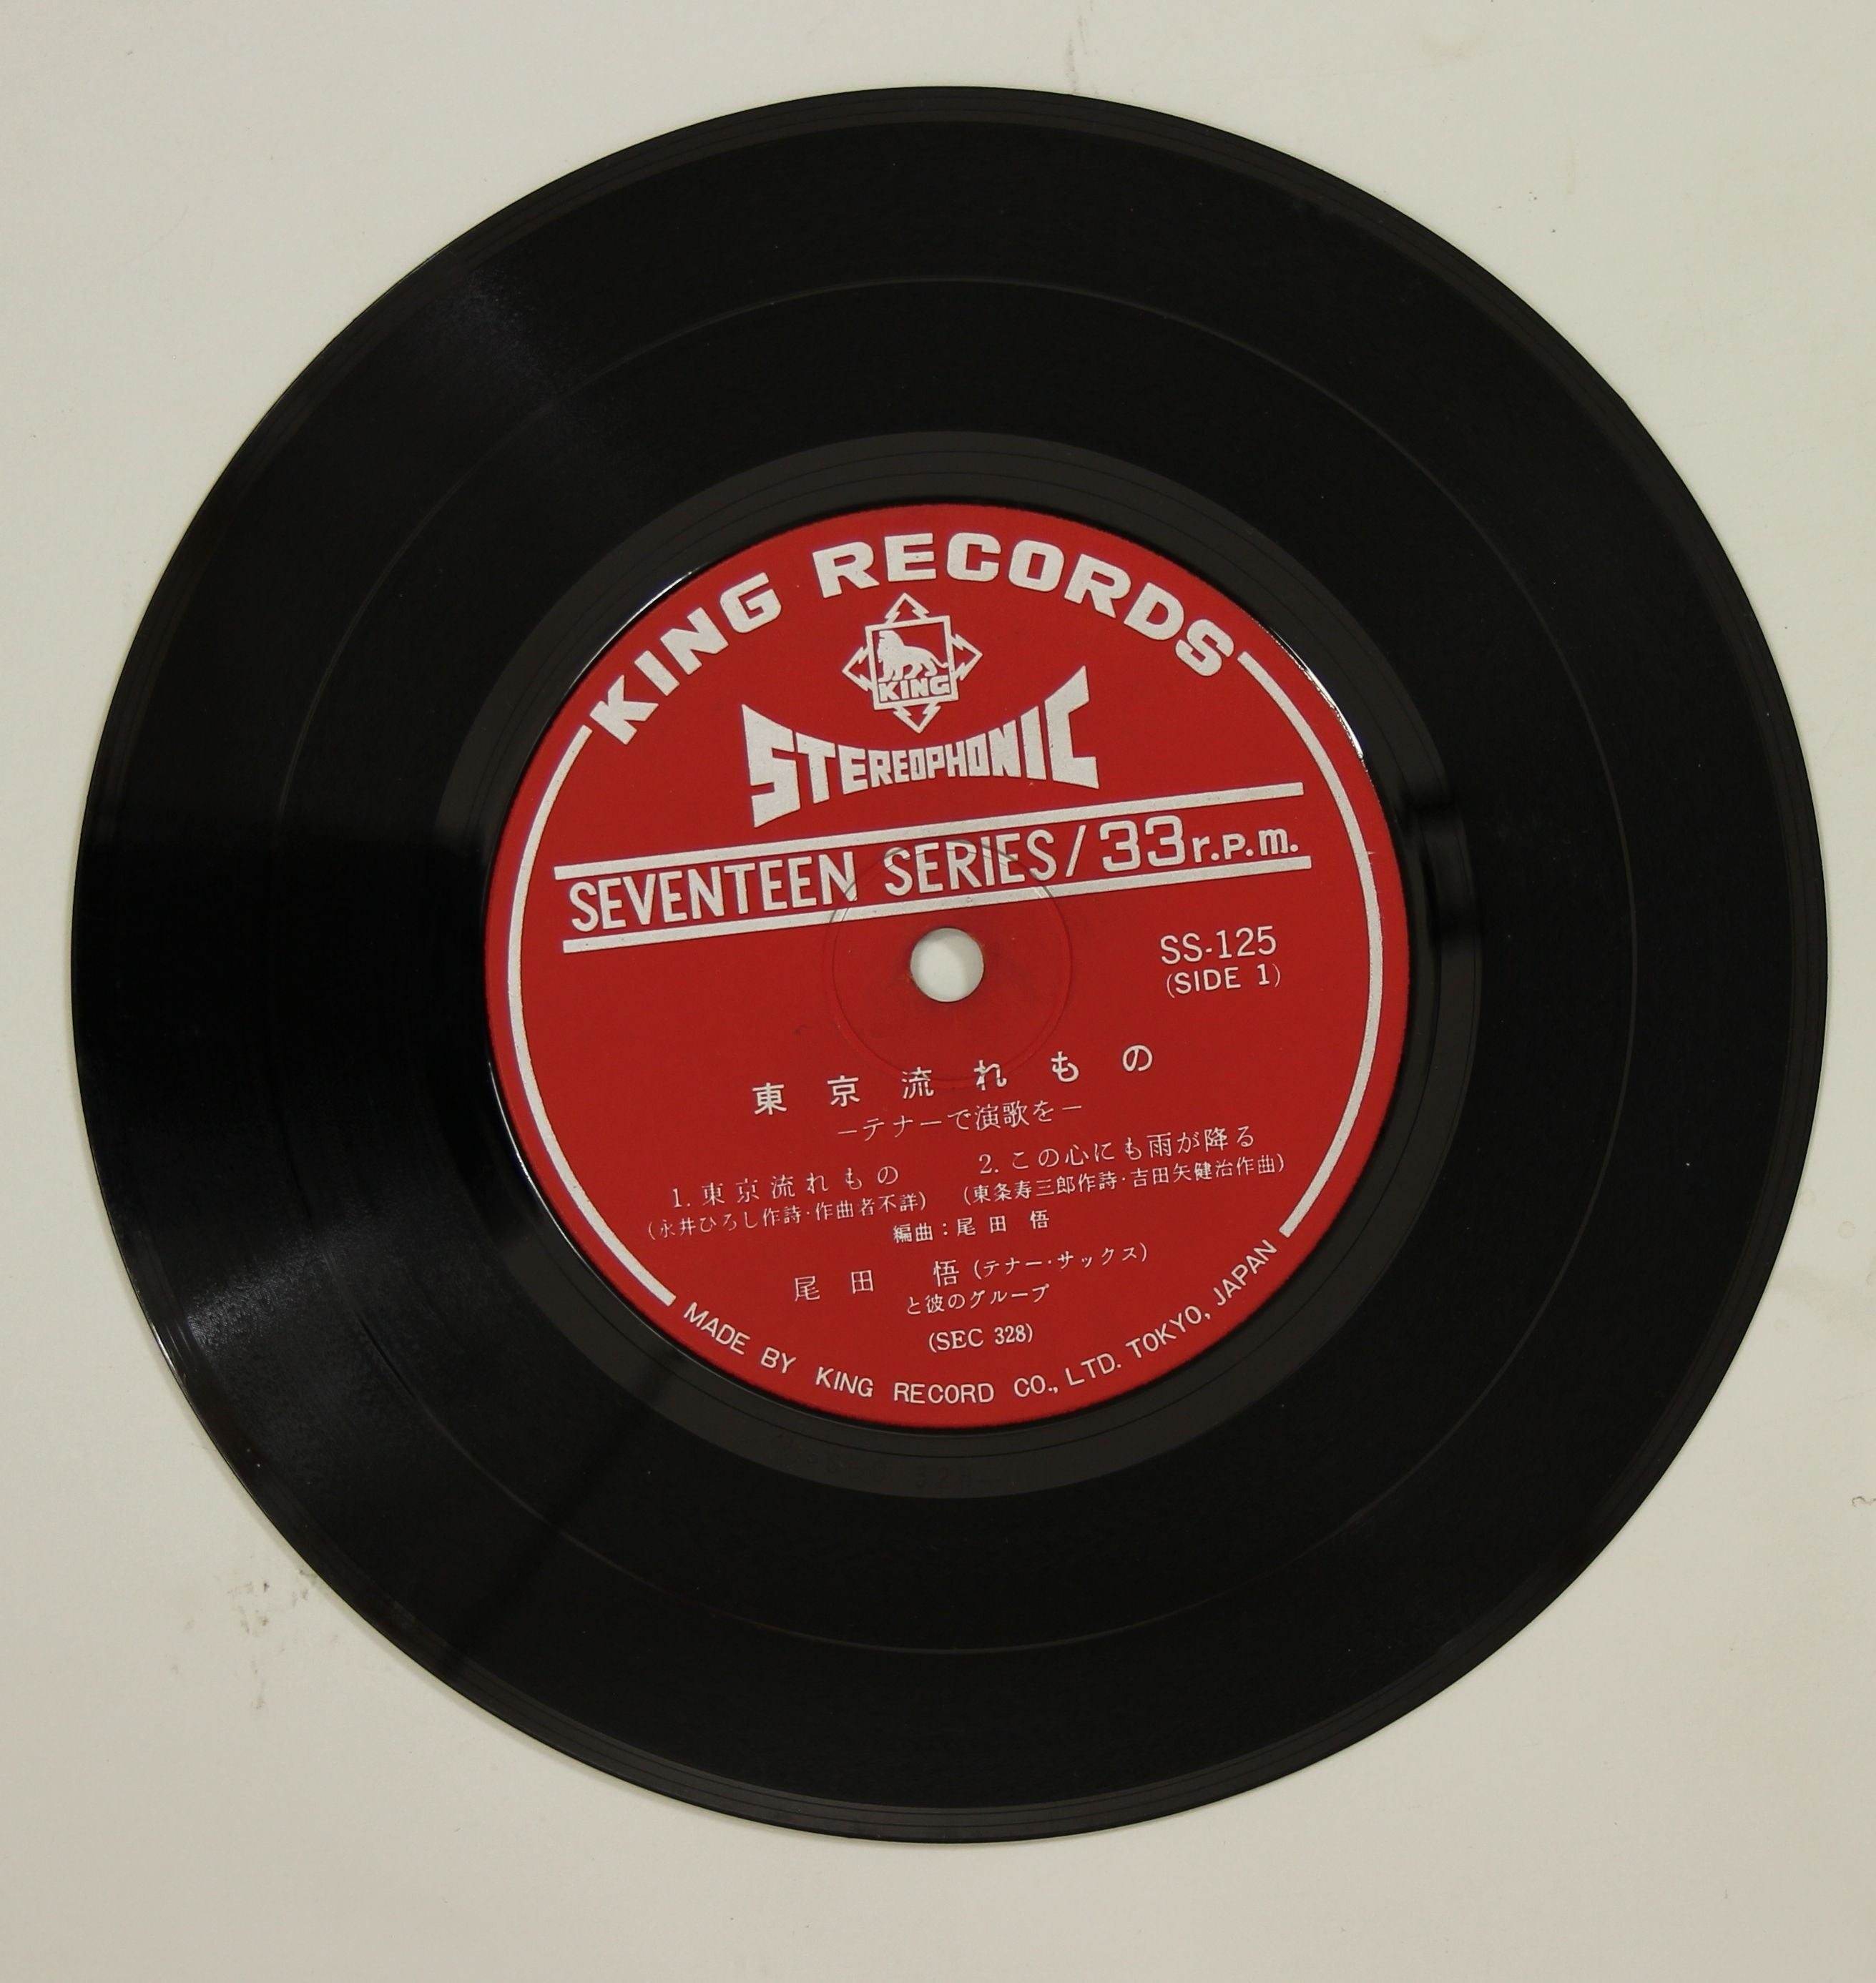 KING RECORDS
KING
STEREOPHONIC
SEVENTEEN SERIES/33r.p.m.
SS-125
(SIDE 1)
東京流れもの
−テナーで演歌を−
1. 東京流れもの
(永井ひろし作詩·作曲者不詳)
2. この心にも雨が降る
(東条寿三郎作詩·吉田矢健治作曲)
編曲:尾田 悟
尾田 悟(テナー·サックス)
と彼のグループ
(SEC 328)
MADE BY KING RECORD CO., LTD. TOKYO, JAPAN